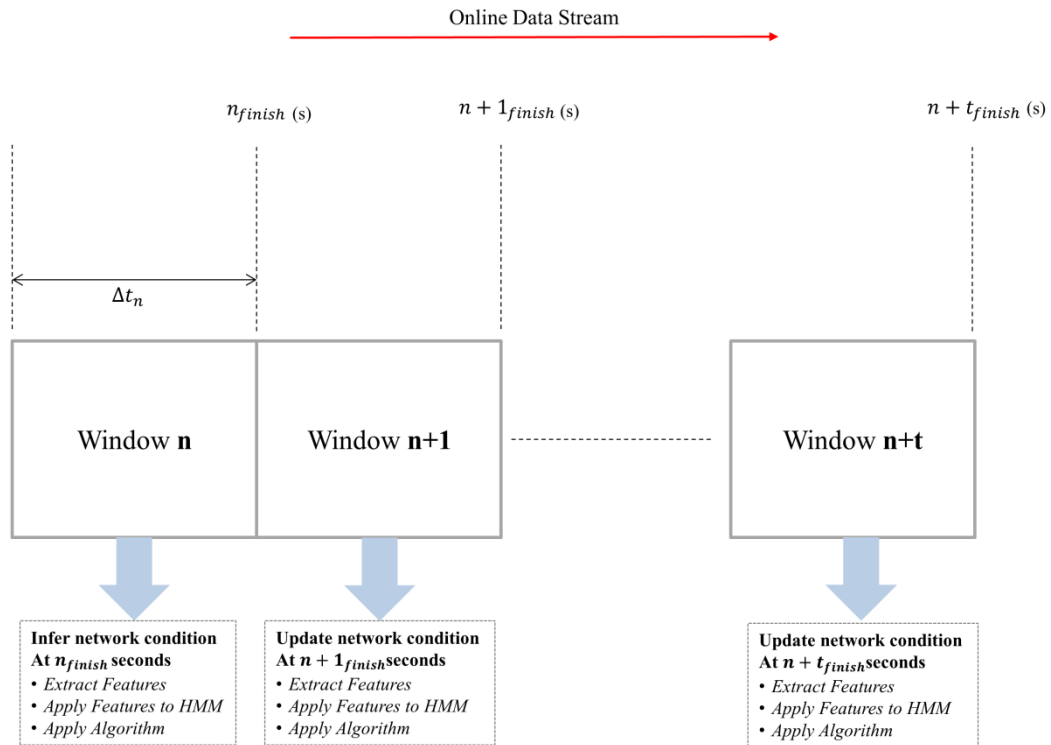 Online Data Stream
n_finish (s)
n + 1_finish (s)
n + t_finish (s)
Δt_n
Window n
Window n+1
Window n+t
Infer network condition
At n_finish seconds
• Extract Features
• Apply Features to HMM
• Apply Algorithm
Update network condition
At n + 1_finish seconds
• Extract Features
• Apply Features to HMM
• Apply Algorithm
Update network condition
At n + t_finish seconds
• Extract Features
• Apply Features to HMM
• Apply Algorithm